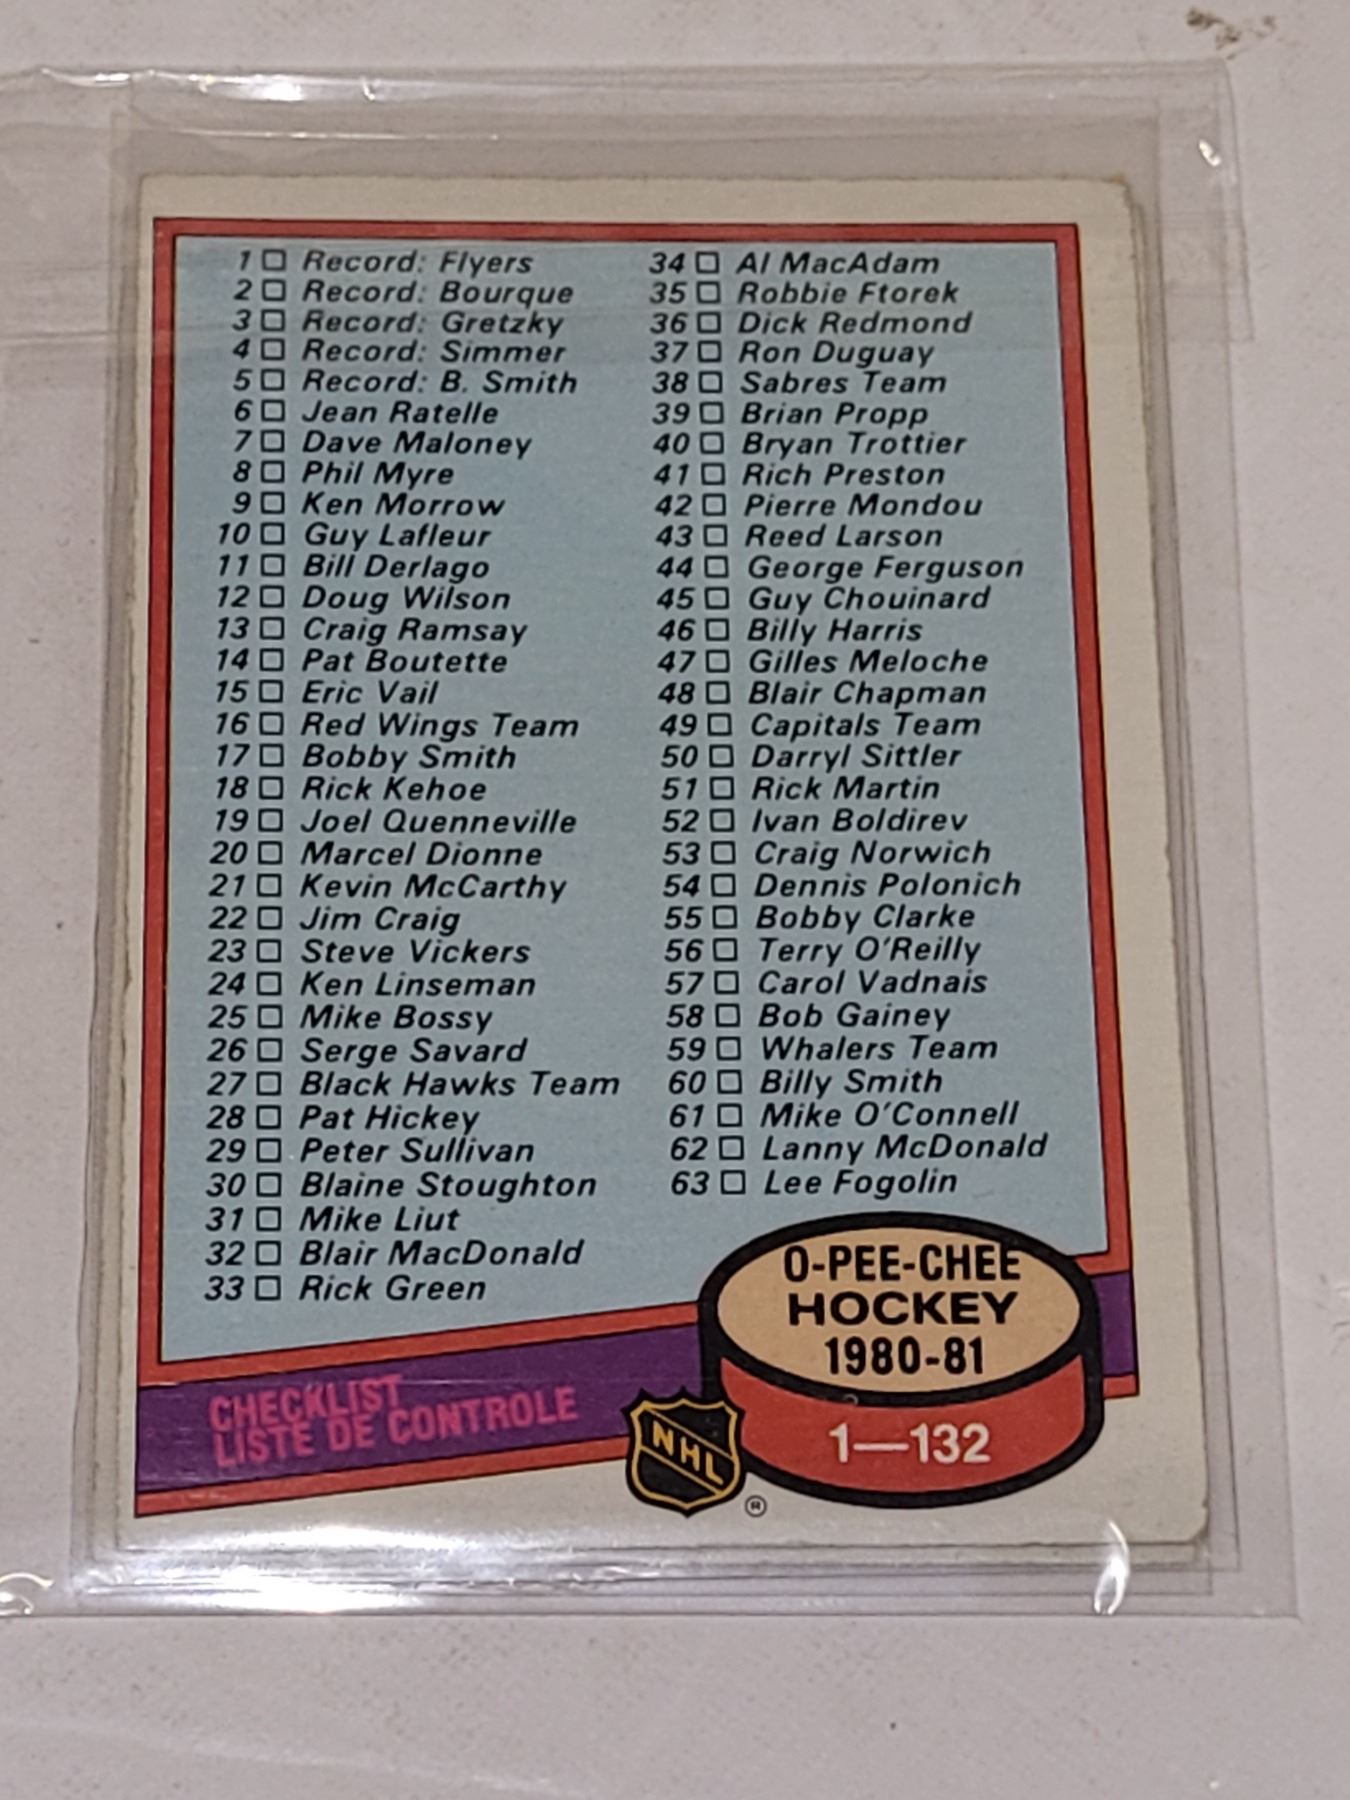 1 □ Record: Flyers
2 □ Record: Bourque
3 □ Record: Gretzky
4 □ Record: Simmer
5 □ Record: B. Smith
6 □ Jean Ratelle
7 □ Dave Maloney
8 □ Phil Myre
9 □ Ken Morrow
10 □ Guy Lafleur
11 □ Bill Derlago
12 □ Doug Wilson
13 □ Craig Ramsay
14 □ Pat Boutette
15 □ Eric Vail
16 □ Red Wings Team
17 □ Bobby Smith
18 □ Rick Kehoe
19 □ Joel Quenneville
20 □ Marcel Dionne
21 □ Kevin McCarthy
22 □ Jim Craig
23 □ Steve Vickers
24 □ Ken Linseman
25 □ Mike Bossy
26 □ Serge Savard
27 □ Black Hawks Team
28 □ Pat Hickey
29 □ Peter Sullivan
30 □ Blaine Stoughton
31 □ Mike Liut
32 □ Blair MacDonald
33 □ Rick Green
34 □ Al MacAdam
35 □ Robbie Ftorek
36 □ Dick Redmond
37 □ Ron Duguay
38 □ Sabres Team
39 □ Brian Propp
40 □ Bryan Trottier
41 □ Rich Preston
42 □ Pierre Mondou
43 □ Reed Larson
44 □ George Ferguson
45 □ Guy Chouinard
46 □ Billy Harris
47 □ Gilles Meloche
48 □ Blair Chapman
49 □ Capitals Team
50 □ Darryl Sittler
51 □ Rick Martin
52 □ Ivan Boldirev
53 □ Craig Norwich
54 □ Dennis Polonich
55 □ Bobby Clarke
56 □ Terry O'Reilly
57 □ Carol Vadnais
58 □ Bob Gainey
59 □ Whalers Team
60 □ Billy Smith
61 □ Mike O'Connell
62 □ Lanny McDonald
63 □ Lee Fogolin
O-PEE-CHEE
HOCKEY
1980-81
1—132
CHECKLIST
LISTE DE CONTROLE
NHL
®